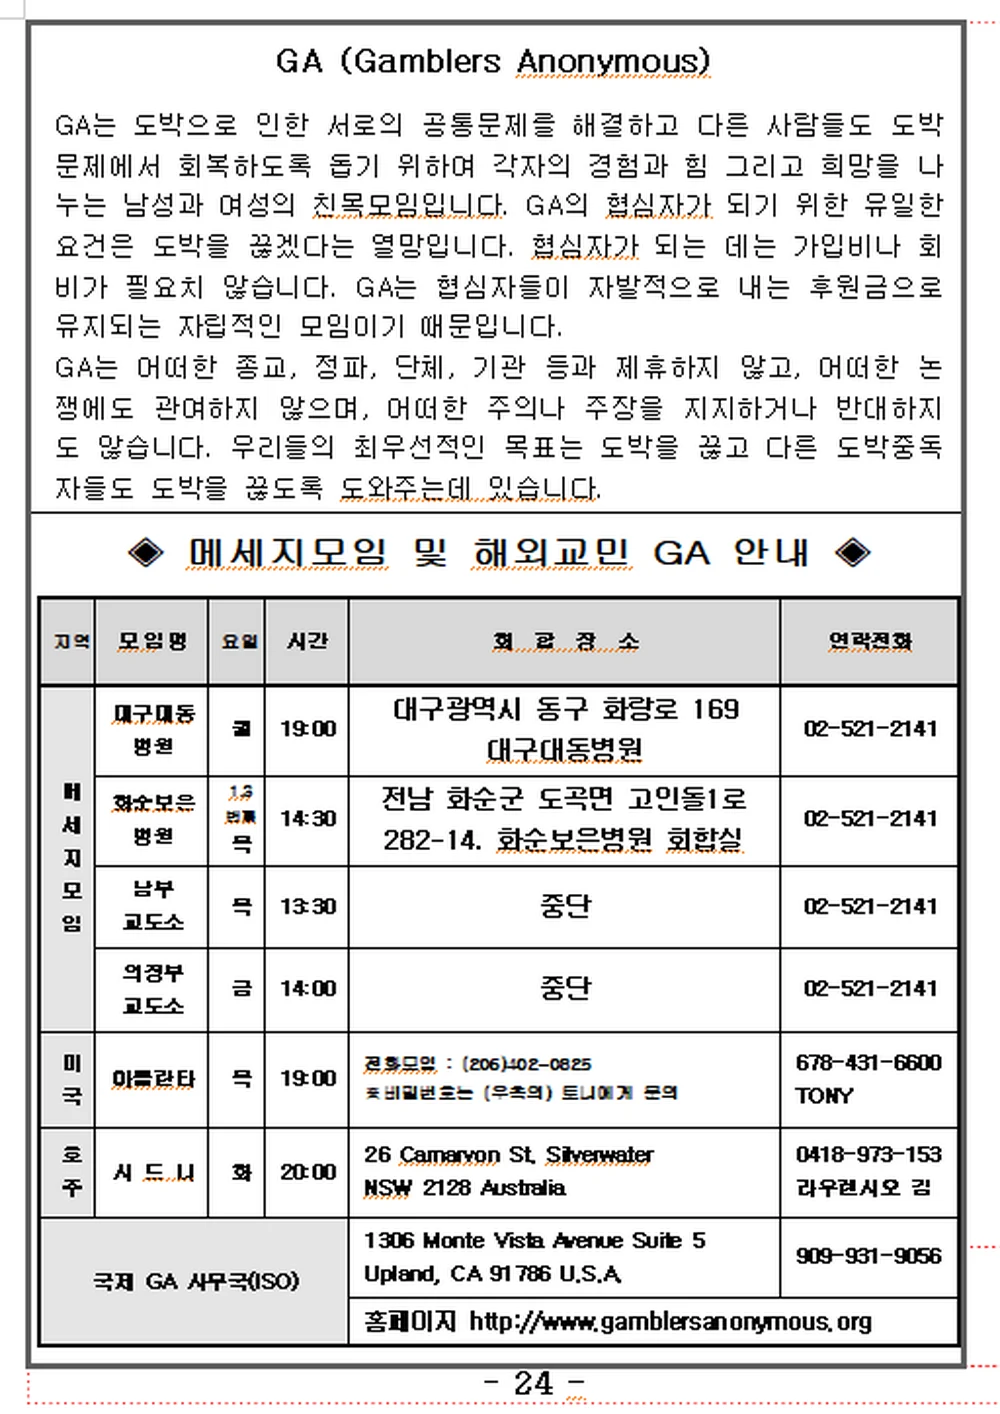 GA (Gamblers Anonymous)
GA는 도박으로 인한 서로의 공통문제를 해결하고 다른 사람들도 도박
문제에서 회복하도록 돕기 위하여 각자의 경험과 힘 그리고 희망을 나
누는 남성과 여성의 친목모임입니다. GA의 협심자가 되기 위한 유일한
요건은 도박을 끊겠다는 열망입니다. 협심자가 되는 데는 가입비나 회
비가 필요치 않습니다. GA는 협심자들이 자발적으로 내는 후원금으로
유지되는 자립적인 모임이기 때문입니다.
GA는 어떠한 종교, 정파, 단체, 기관 등과 제휴하지 않고, 어떠한 논
쟁에도 관여하지 않으며, 어떠한 주의나 주장을 지지하거나 반대하지
도 않습니다. 우리들의 최우선적인 목표는 도박을 끊고 다른 도박중독
자들도 도박을 끊도록 도와주는데 있습니다.
◈ 메세지모임 및 해외교민 GA 안내 ◈
지역 모임명 요일 시간 회 합 장 소 연락전화
메세지모임
대구대동병원 월 19:00 대구광역시 동구 화랑로 169
대구대동병원 02-521-2141
화순보은병원 1,3번째 목 14:30 전남 화순군 도곡면 고인돌1로
282-14. 화순보은병원 회합실 02-521-2141
남부교도소 목 13:30 중단 02-521-2141
의정부교도소 금 14:00 중단 02-521-2141
미국 아틀란타 목 19:00 전화모임 : (206)402-0825
※비밀번호는 (우측의) 토니에게 문의
678-431-6600
TONY
호주 시 드 니 화 20:00 26 Carnarvon St. Silverwater
NSW 2128 Australia
0418-973-153
라우렌시오 김
국제 GA 사무국(ISO) 1306 Monte Vista Avenue Suite 5
Upland, CA 91786 U.S.A
909-931-9056
홈페이지 http://www.gamblersanonymous.org
- 24 -